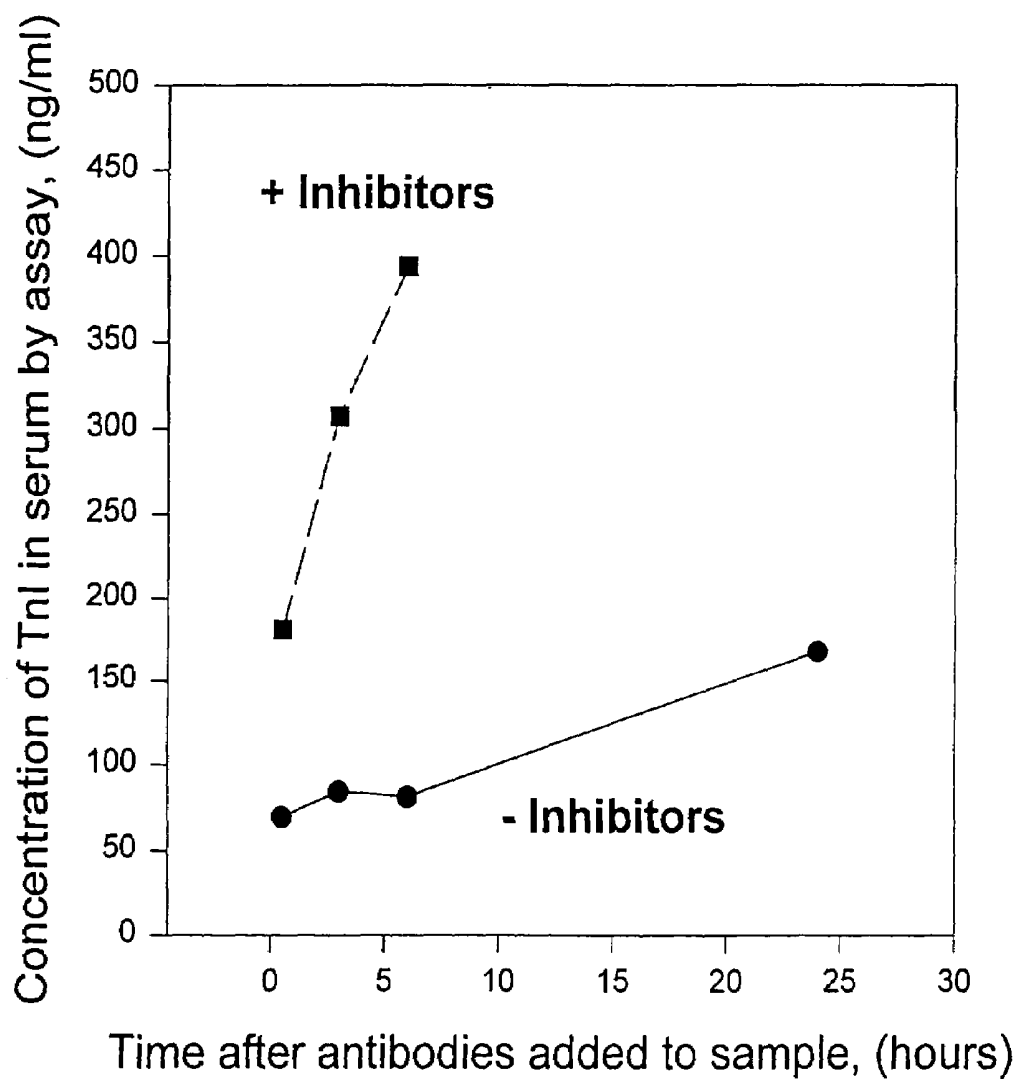 Concentration of TnI in serum by assay, (ng/ml)
500
450
400
350
300
250
200
150
100
50
0
+ Inhibitors
- Inhibitors
0 5 10 15 20 25 30
Time after antibodies added to sample, (hours)